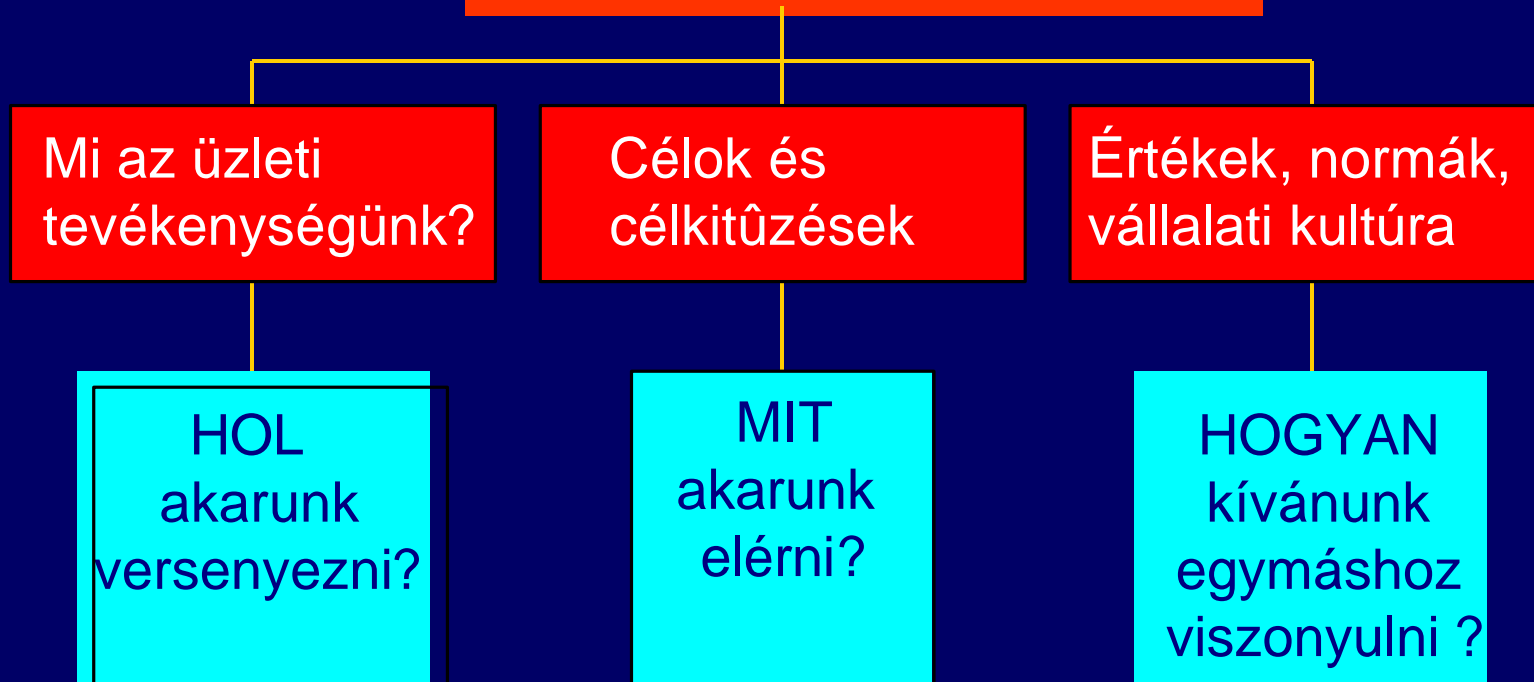 Mi az üzleti
tevékenységünk?
Célok és
célkitûzések
Értékek, normák,
vállalati kultúra
HOL
akarunk
versenyezni?
MIT
akarunk
elérni?
HOGYAN
kívánunk
egymáshoz
viszonyulni ?